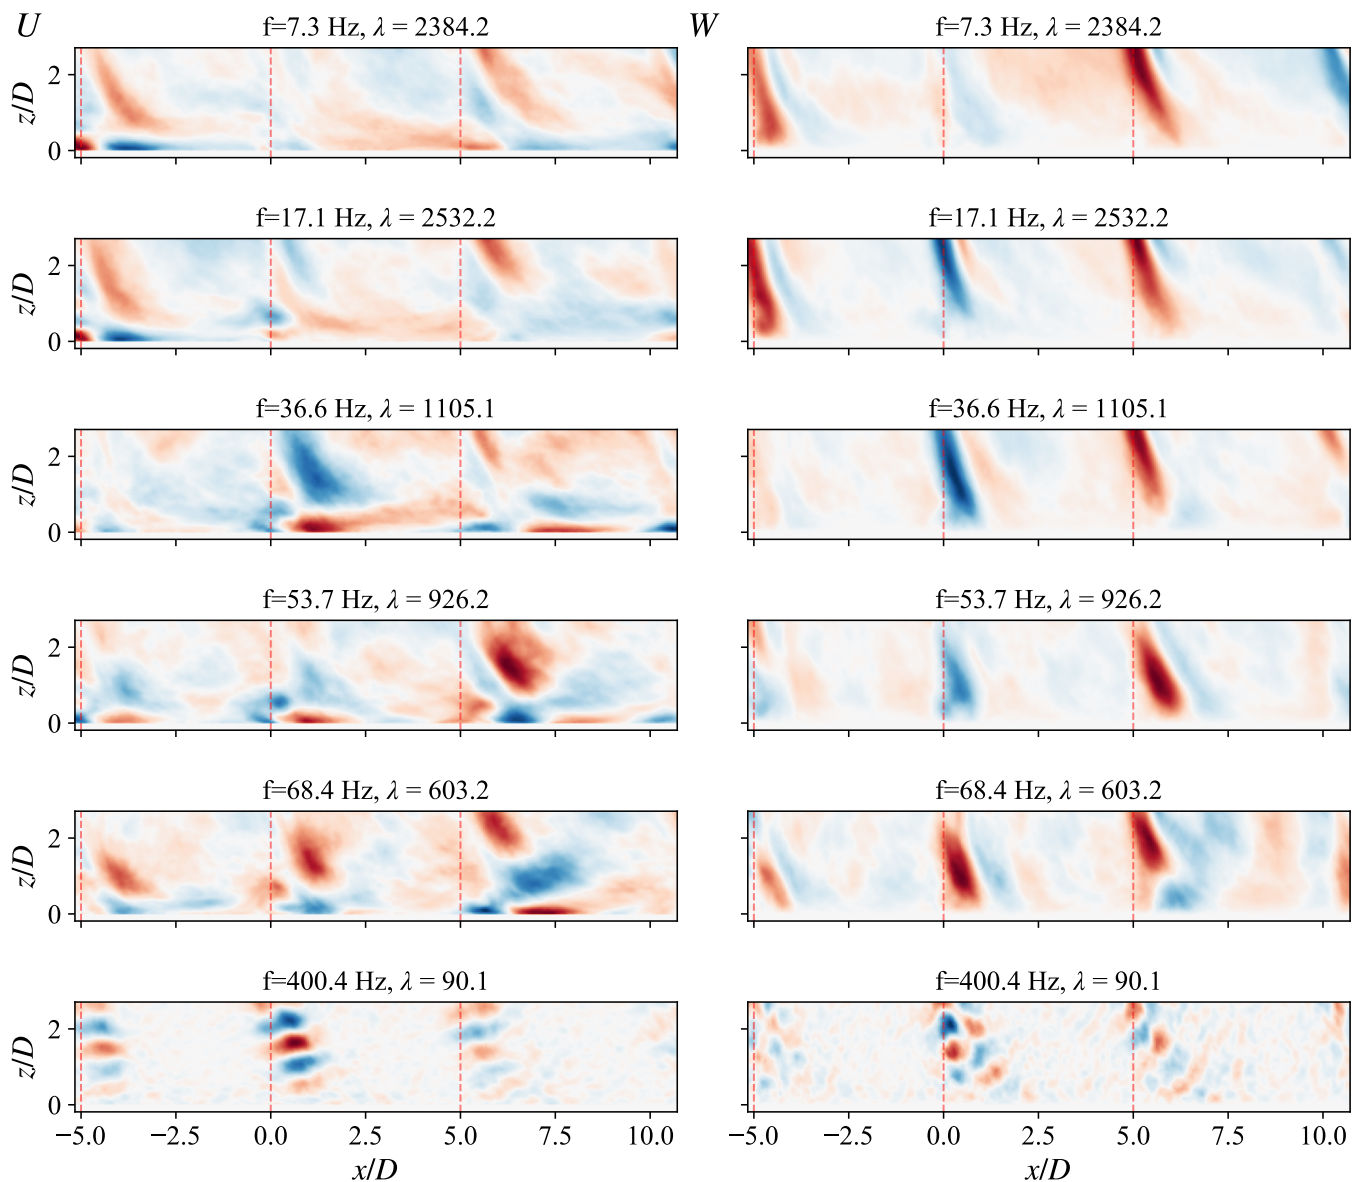 U W
f=7.3 Hz, λ = 2384.2 f=7.3 Hz, λ = 2384.2
z/D
2
0
f=17.1 Hz, λ = 2532.2 f=17.1 Hz, λ = 2532.2
z/D
2
0
f=36.6 Hz, λ = 1105.1 f=36.6 Hz, λ = 1105.1
z/D
2
0
f=53.7 Hz, λ = 926.2 f=53.7 Hz, λ = 926.2
z/D
2
0
f=68.4 Hz, λ = 603.2 f=68.4 Hz, λ = 603.2
z/D
2
0
f=400.4 Hz, λ = 90.1 f=400.4 Hz, λ = 90.1
z/D
2
0
−5.0 −2.5 0.0 2.5 5.0 7.5 10.0 −5.0 −2.5 0.0 2.5 5.0 7.5 10.0
x/D x/D